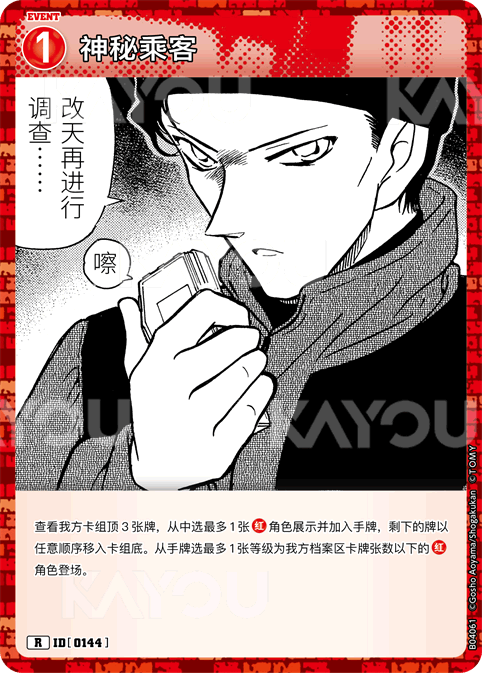 EVENT
1
神秘乘客
改天再进行
调查……
嚓
KAYOU
KAYOU
KAYOU
查看我方卡组顶3张牌，从中选最多1张红角色展示并加入手牌，剩下的牌以
任意顺序移入卡组底。从手牌选最多1张等级为我方档案区卡牌张数以下的红
角色登场。
KAYOU
R ID[0144]
B04061 ©Gosho Aoyama/Shogakukan ©TOMY